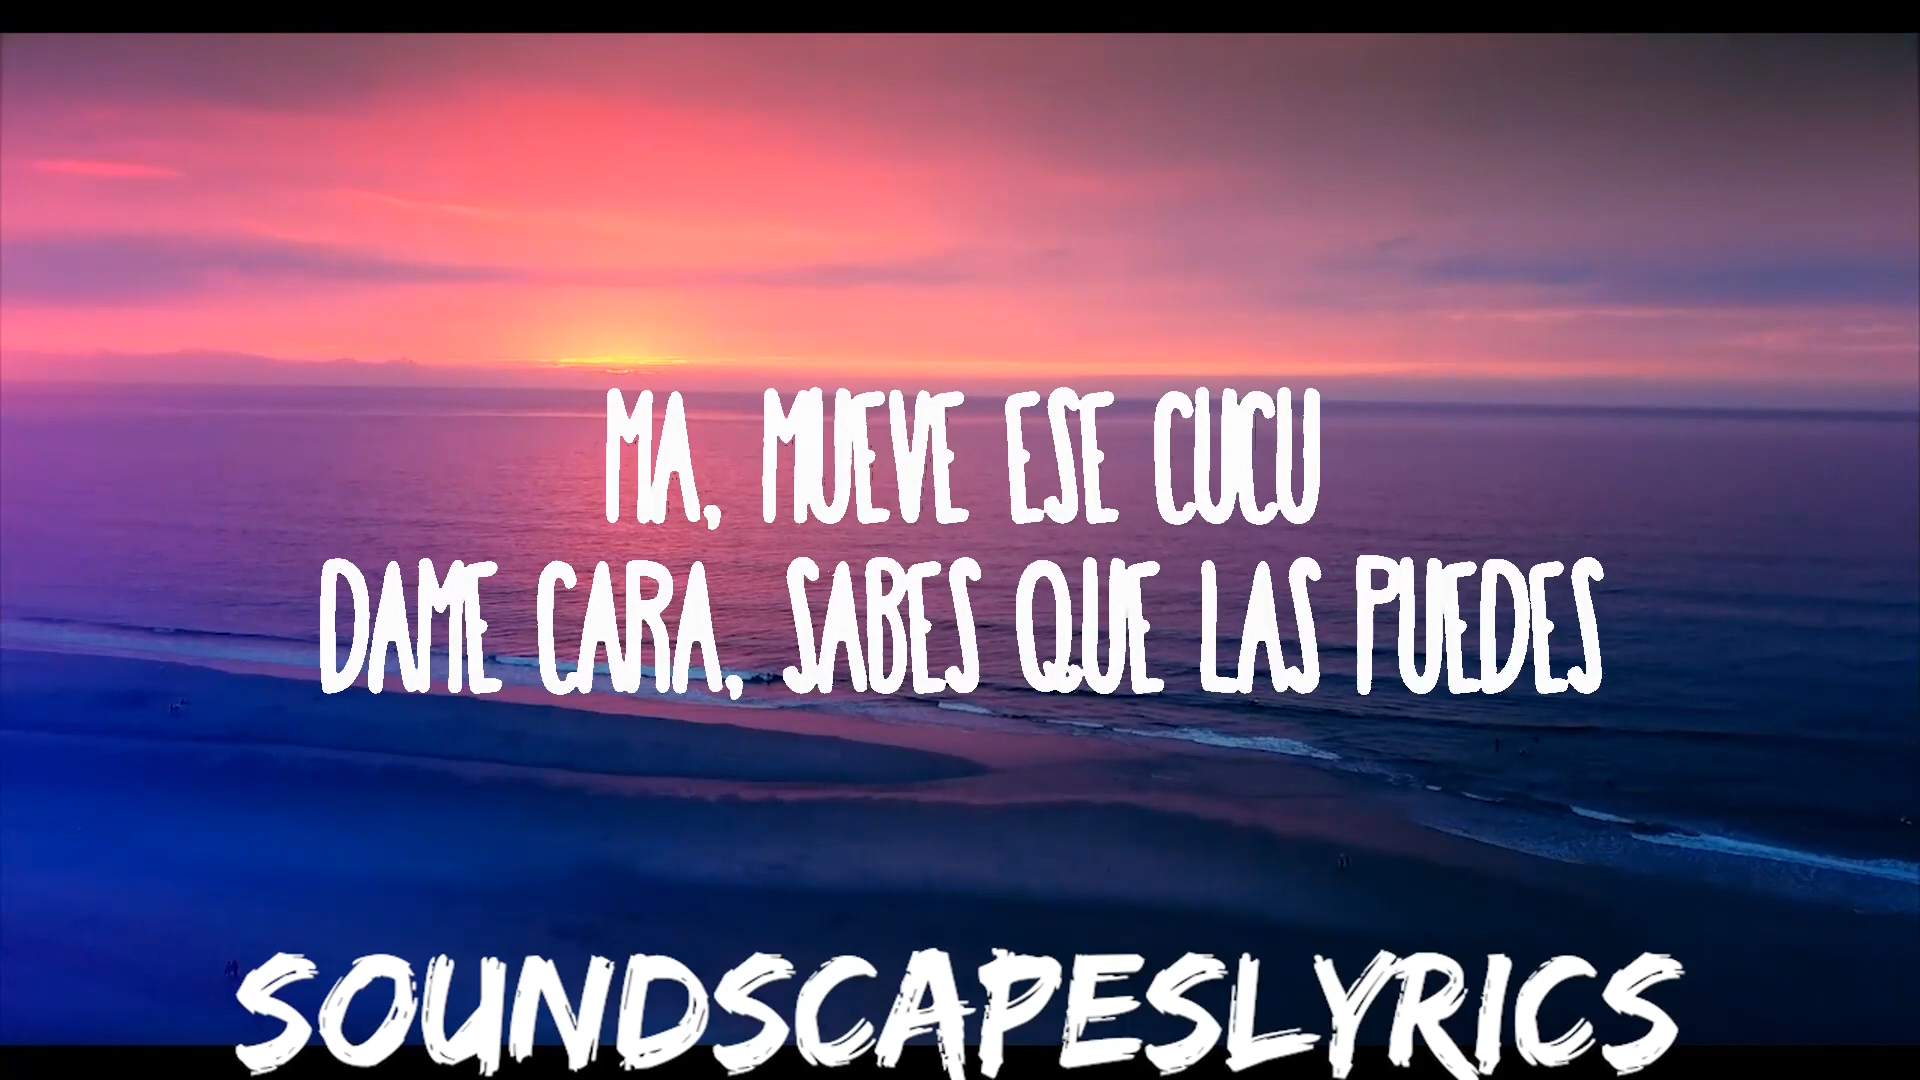 MA, MUEVE ESE CUCU
DAME CARA, SABES QUE LAS PUEDES
SOUNDSCAPESLYRICS